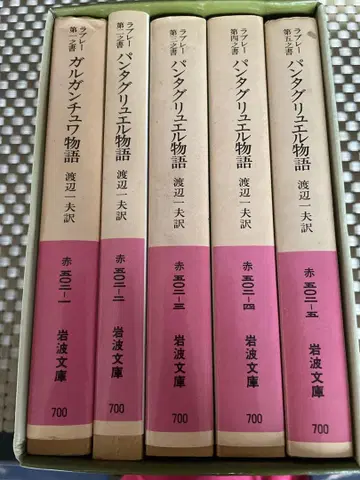 ラブレー
第一之書
ガルガンチュワ物語
渡辺一夫訳
赤 五〇二-一
岩波文庫
700
ラブレー
第二之書
パンタグリュエル物語
渡辺一夫訳
赤 五〇二-二
岩波文庫
700
ラブレー
第三之書
パンタグリュエル物語
渡辺一夫訳
赤 五〇二-三
岩波文庫
700
ラブレー
第四之書
パンタグリュエル物語
渡辺一夫訳
赤 五〇二-四
岩波文庫
700
ラブレー
第五之書
パンタグリュエル物語
渡辺一夫訳
赤 五〇二-五
岩波文庫
700